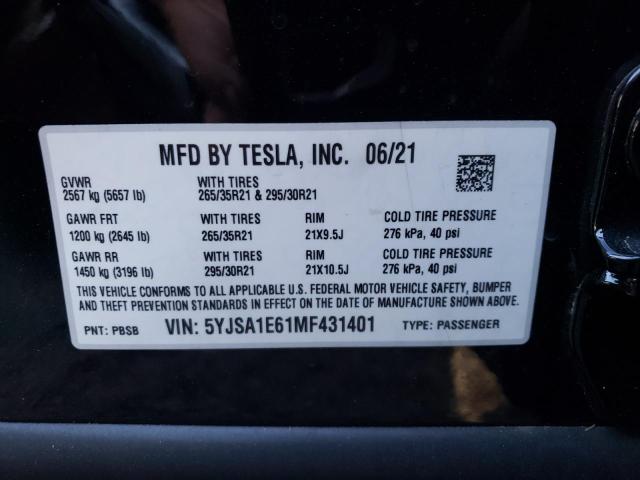 MFD BY TESLA, INC. 06/21
GVWR WITH TIRES
2567 kg (5657 lb) 265/35R21 & 295/30R21
GAWR FRT WITH TIRES RIM COLD TIRE PRESSURE
1200 kg (2645 lb) 265/35R21 21X9.5J 276 kPa, 40 psi
GAWR RR WITH TIRES RIM COLD TIRE PRESSURE
1450 kg (3196 lb) 295/30R21 21X10.5J 276 kPa, 40 psi
THIS VEHICLE CONFORMS TO ALL APPLICABLE U.S. FEDERAL MOTOR VEHICLE SAFETY, BUMPER
AND THEFT PREVENTION STANDARDS IN EFFECT ON THE DATE OF MANUFACTURE SHOWN ABOVE.
PNT: PBSB VIN: 5YJSA1E61MF431401 TYPE: PASSENGER